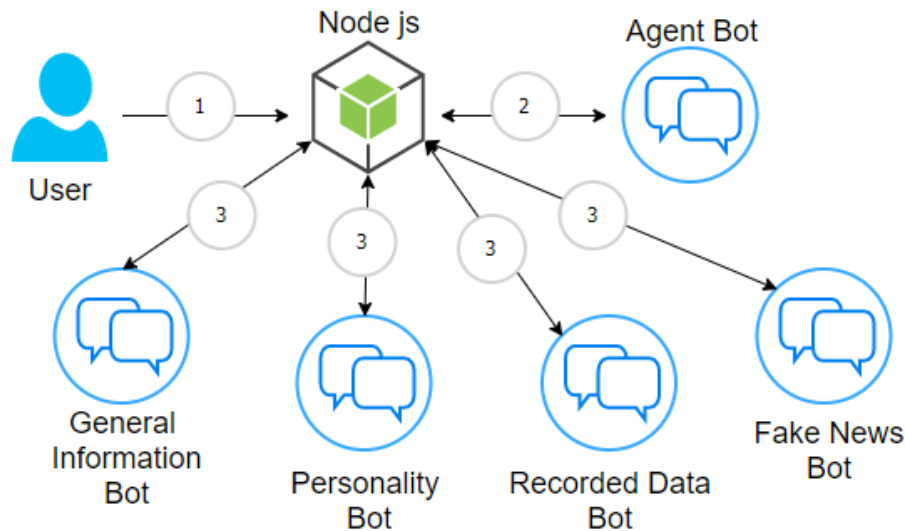 Node js
Agent Bot
1
2
User
3
3
3
3
General
Information
Bot
Personality
Bot
Recorded Data
Bot
Fake News
Bot